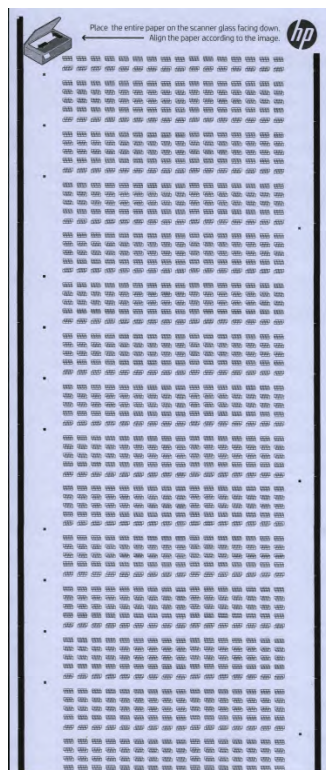 Place the entire paper on the scanner glass facing down.
Align the paper according to the image.
hp